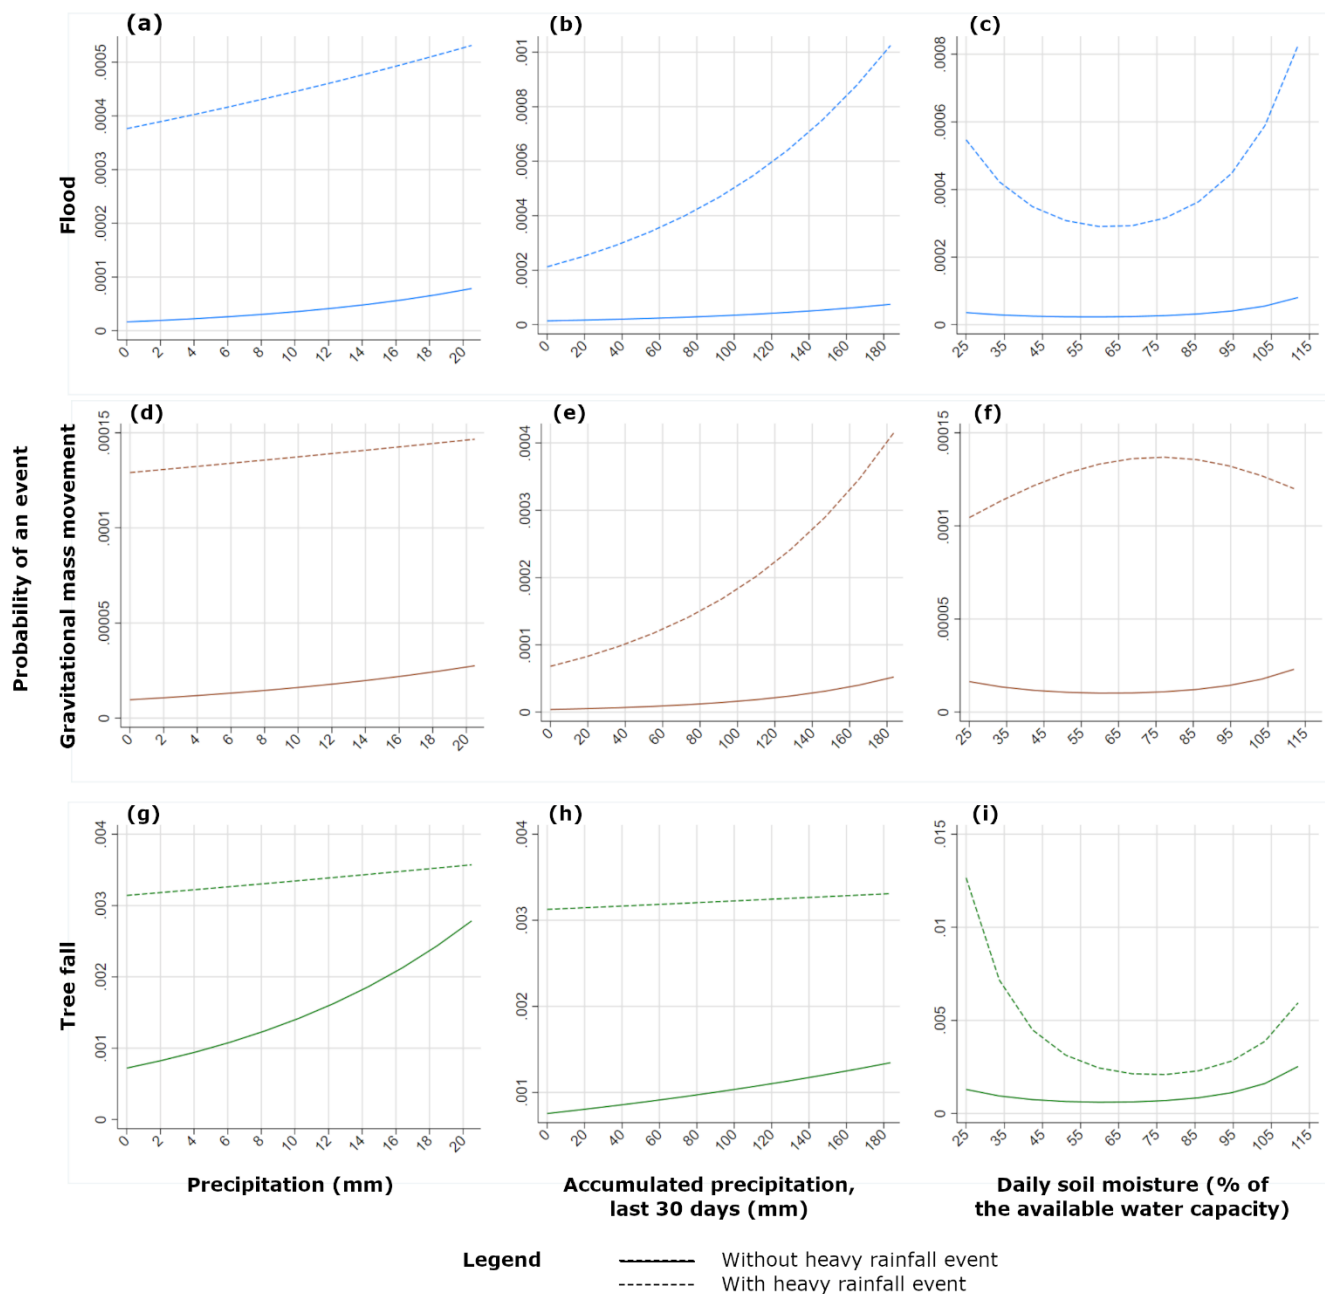 Probability of an event
Flood
(a)
.0005
.0004
.0003
.0002
.0001
0
0 2 4 6 8 10 12 14 16 18 20
(b)
.001
.0008
.0006
.0004
.0002
0
0 20 40 60 80 100 120 140 160 180
(c)
.0008
.0006
.0004
.0002
0
25 35 45 55 65 75 85 95 105 115
Gravitational mass movement
(d)
.00015
.0001
.00005
0
0 2 4 6 8 10 12 14 16 18 20
(e)
.0004
.0003
.0002
.0001
0
0 20 40 60 80 100 120 140 160 180
(f)
.00015
.0001
.00005
0
25 35 45 55 65 75 85 95 105 115
Tree fall
(g)
.004
.003
.002
.001
0
0 2 4 6 8 10 12 14 16 18 20
(h)
.004
.003
.002
.001
0 20 40 60 80 100 120 140 160 180
(i)
.015
.01
.005
0
25 35 45 55 65 75 85 95 105 115
Precipitation (mm)
Accumulated precipitation,
last 30 days (mm)
Daily soil moisture (% of
the available water capacity)
Legend
Without heavy rainfall event
With heavy rainfall event